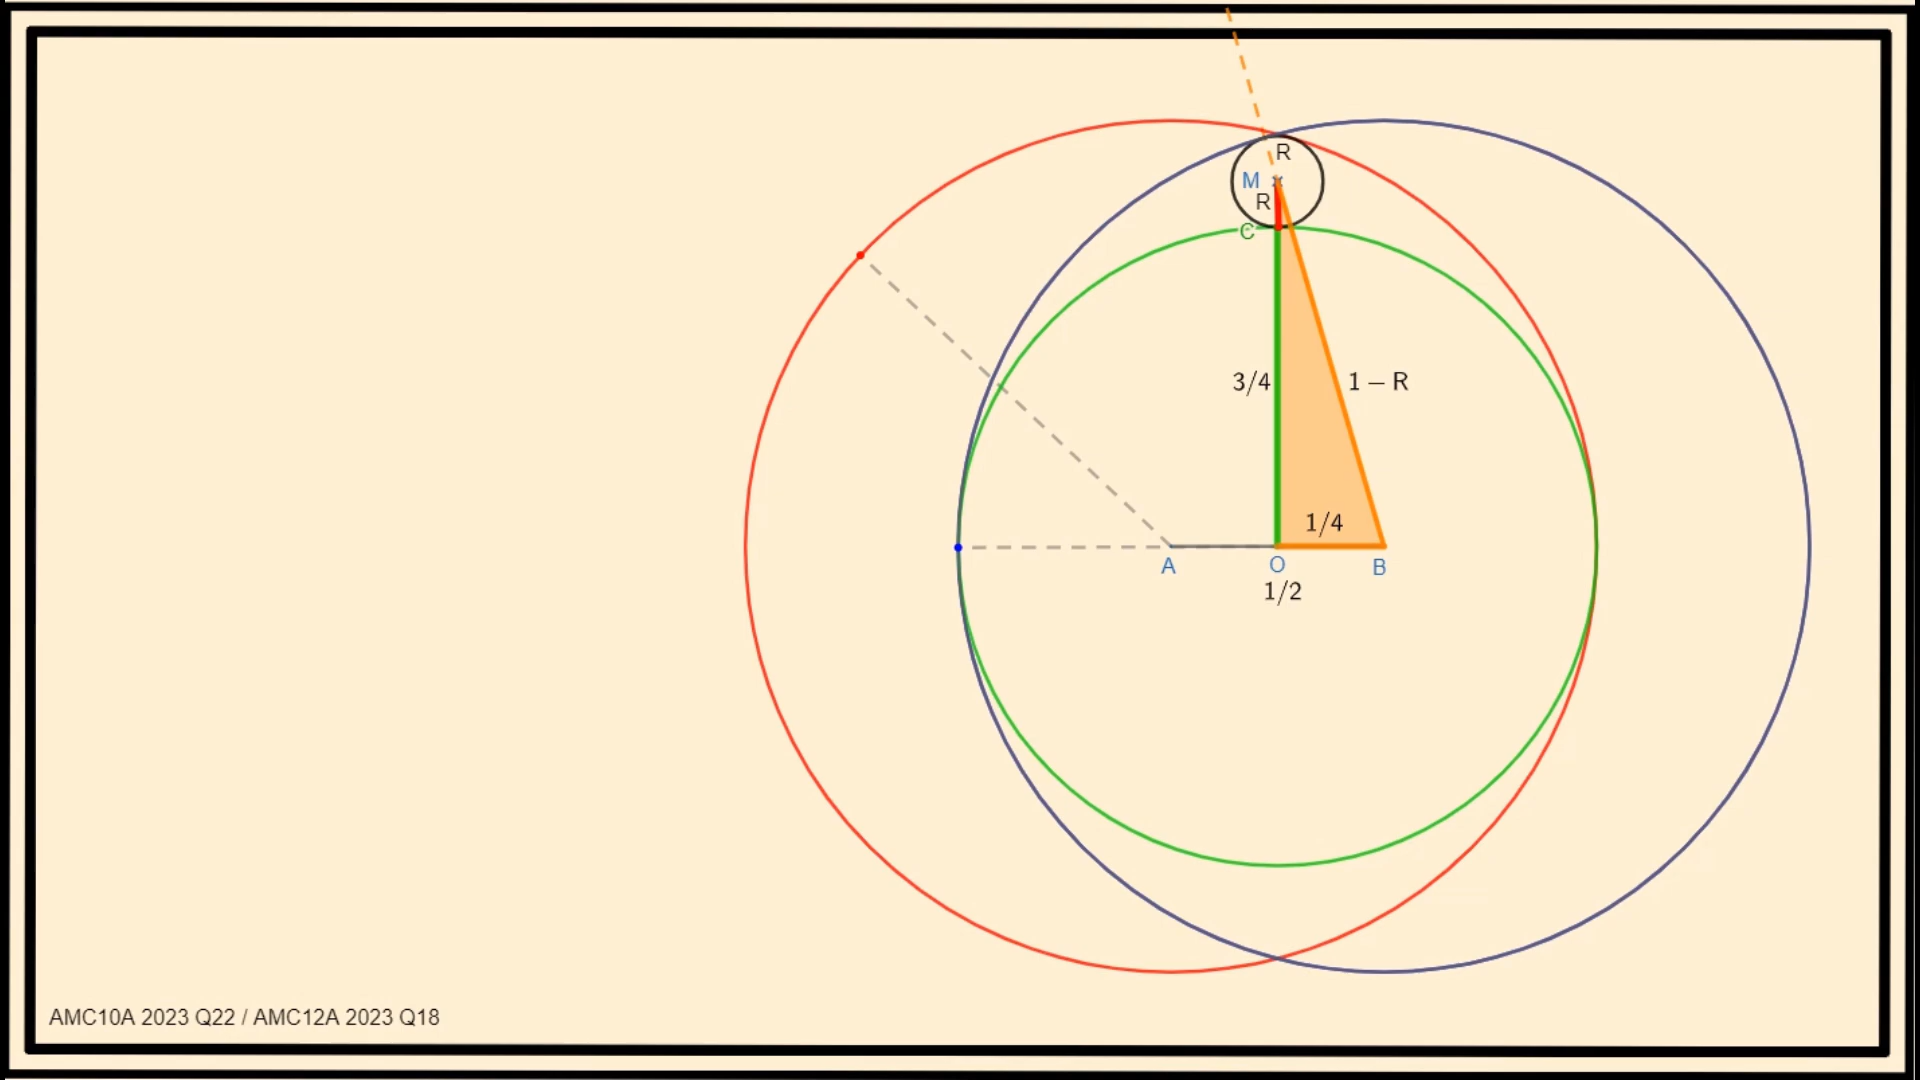 R
M
R
C
3/4
1 − R
1/4
A
O
B
1/2
AMC10A 2023 Q22 / AMC12A 2023 Q18